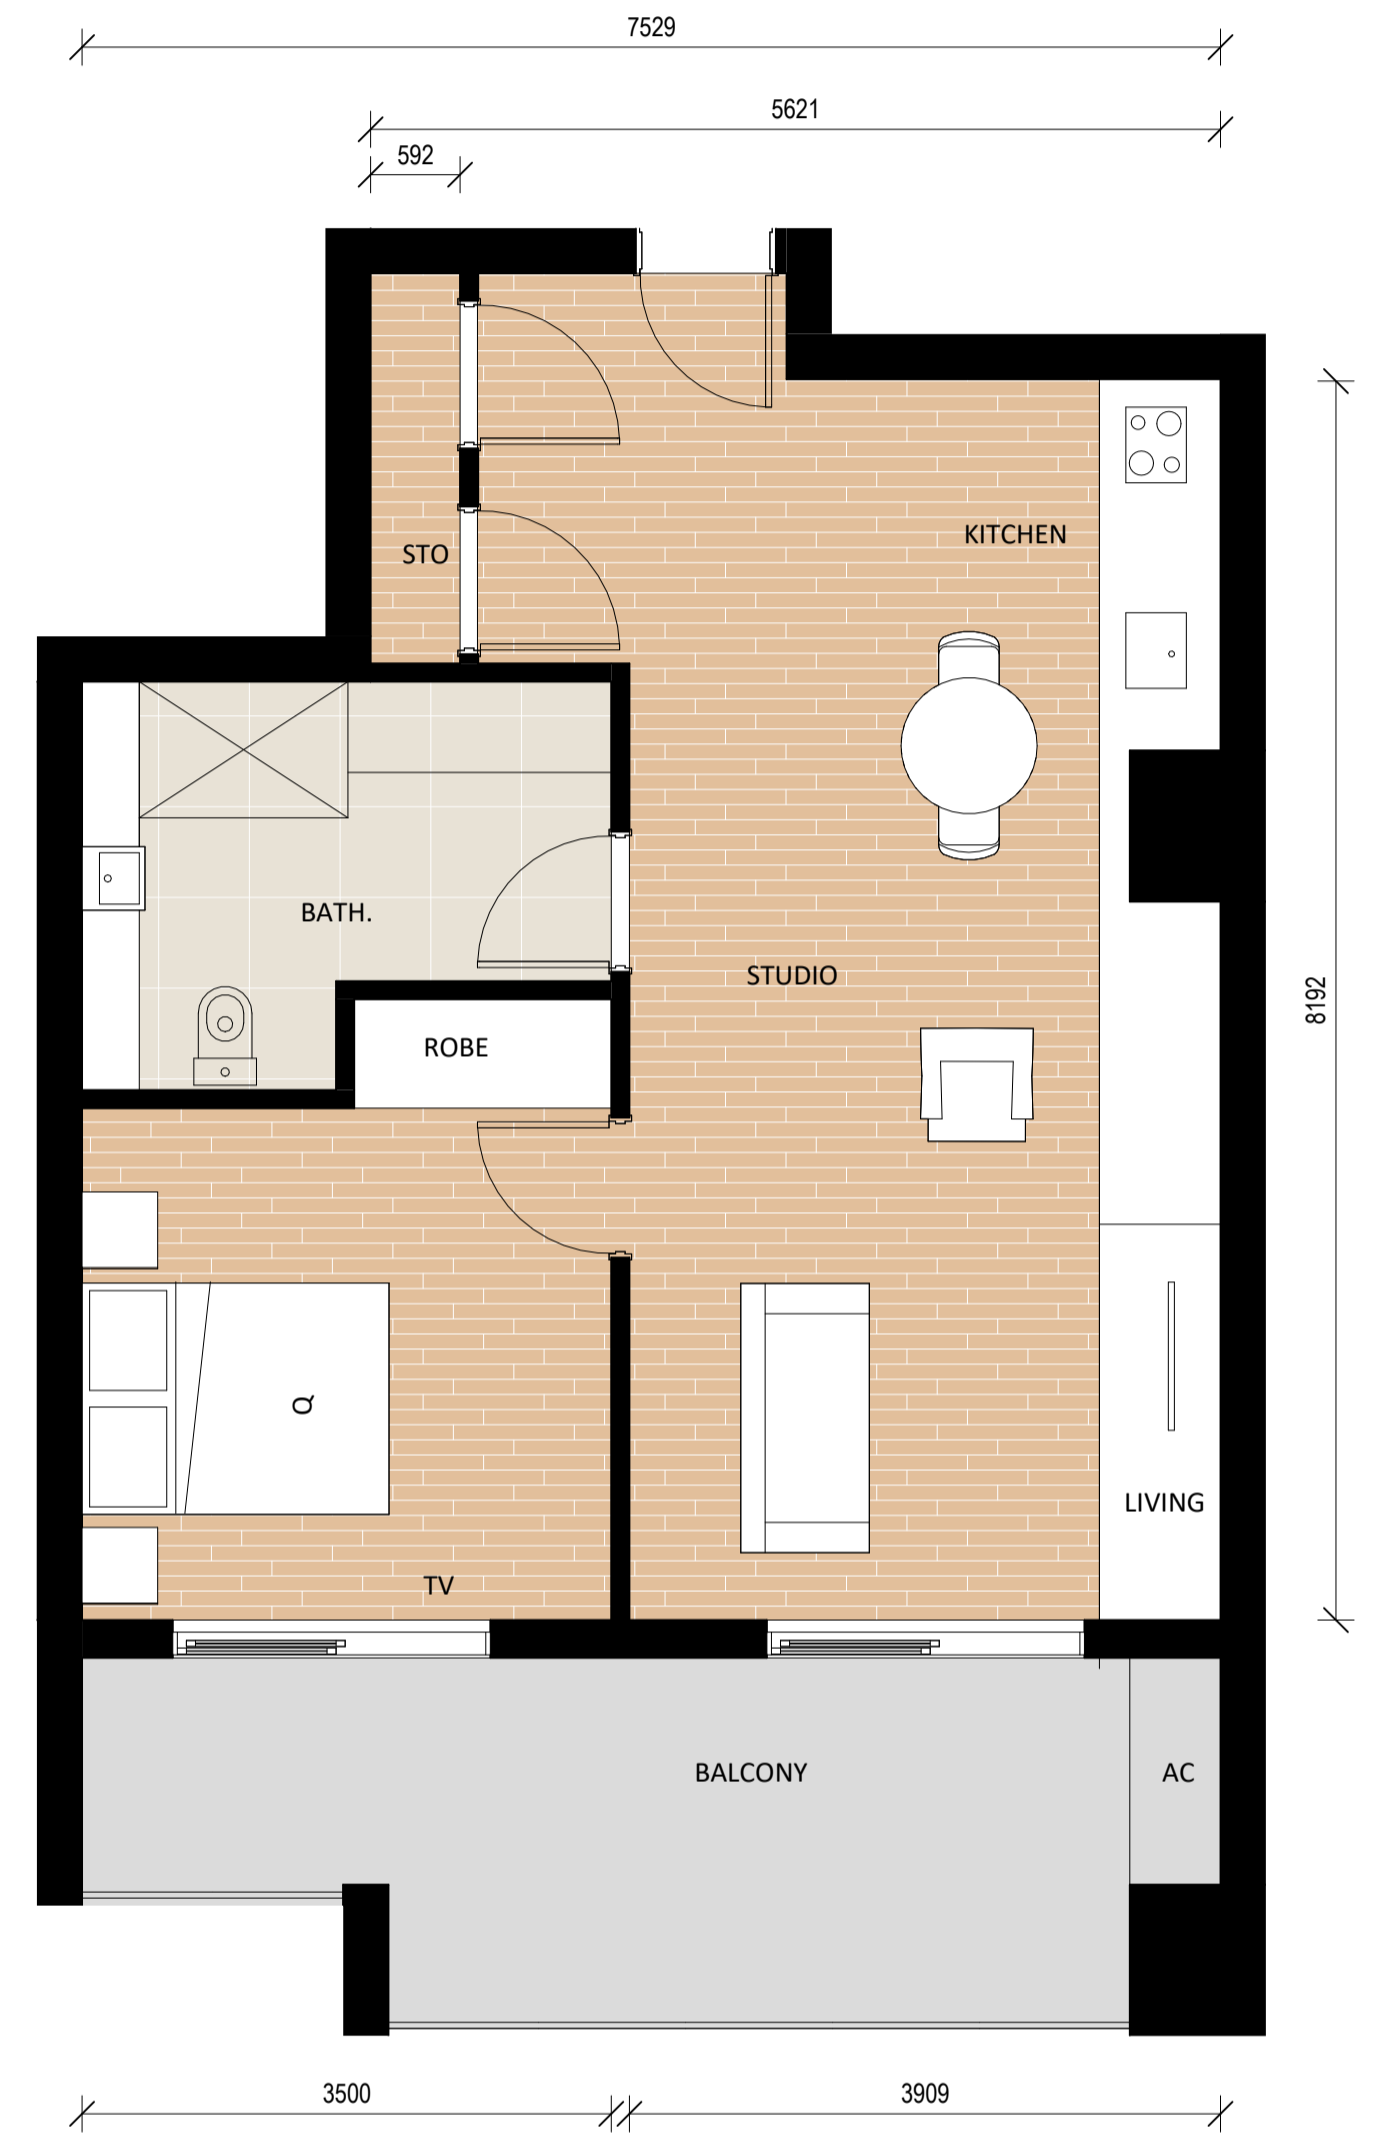 7529
5621
592
KITCHEN
STO
BATH.
STUDIO
8192
ROBE
Q
LIVING
TV
BALCONY
AC
3500
3909